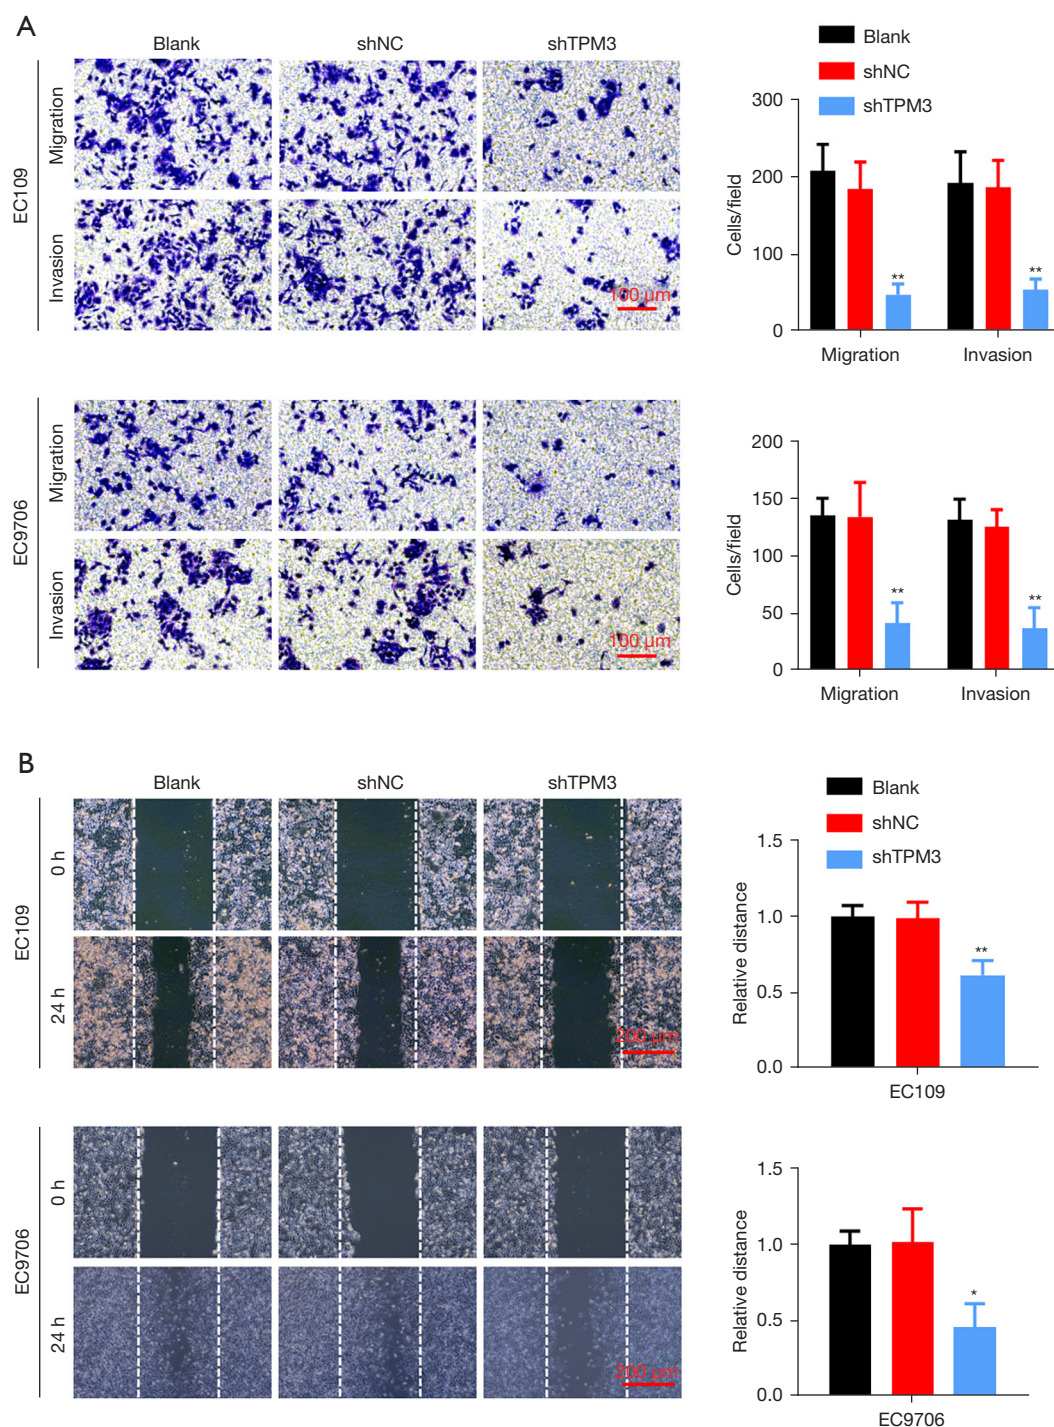 A
Blank
shNC
shTPM3
EC109
Migration
Invasion
100 µm
Blank
shNC
shTPM3
300
200
100
0
Cells/field
**
**
Migration
Invasion
EC9706
Migration
Invasion
100 µm
200
150
100
50
0
Cells/field
**
**
Migration
Invasion
B
Blank
shNC
shTPM3
EC109
0 h
24 h
200 µm
Blank
shNC
shTPM3
1.5
1.0
0.5
0.0
Relative distance
**
EC109
EC9706
0 h
24 h
200 µm
1.5
1.0
0.5
0.0
Relative distance
*
EC9706